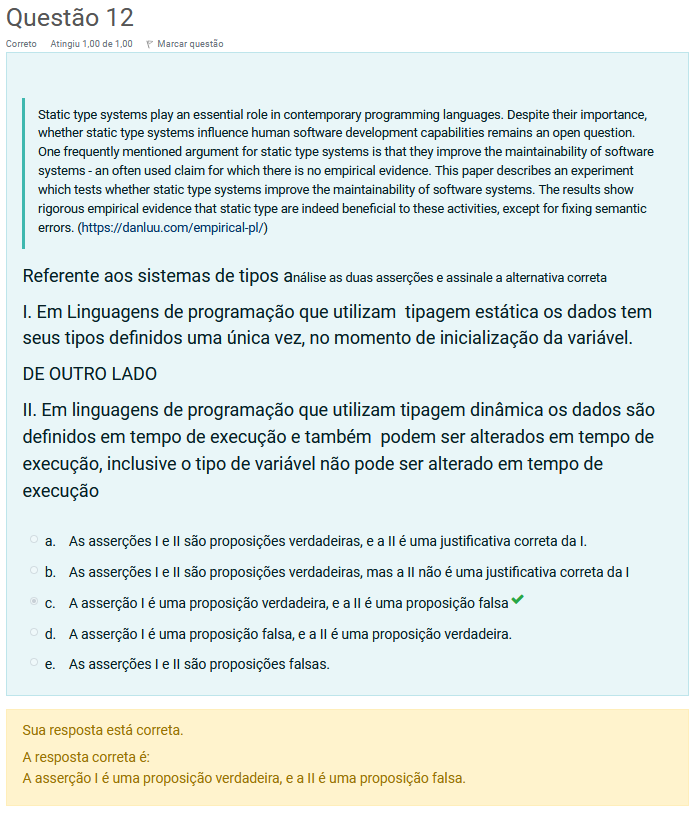 Questão 12
Correto Atingiu 1,00 de 1,00 Marcar questão
Static type systems play an essential role in contemporary programming languages. Despite their importance,
whether static type systems influence human software development capabilities remains an open question.
One frequently mentioned argument for static type systems is that they improve the maintainability of software
systems - an often used claim for which there is no empirical evidence. This paper describes an experiment
which tests whether static type systems improve the maintainability of software systems. The results show
rigorous empirical evidence that static type are indeed beneficial to these activities, except for fixing semantic
errors. (https://danluu.com/empirical-pl/)
Referente aos sistemas de tipos análise as duas asserções e assinale a alternativa correta
I. Em Linguagens de programação que utilizam tipagem estática os dados tem
seus tipos definidos uma única vez, no momento de inicialização da variável.
DE OUTRO LADO
II. Em linguagens de programação que utilizam tipagem dinâmica os dados são
definidos em tempo de execução e também podem ser alterados em tempo de
execução, inclusive o tipo de variável não pode ser alterado em tempo de
execução
a. As asserções I e II são proposições verdadeiras, e a II é uma justificativa correta da I.
b. As asserções I e II são proposições verdadeiras, mas a II não é uma justificativa correta da I
c. A asserção I é uma proposição verdadeira, e a II é uma proposição falsa
d. A asserção I é uma proposição falsa, e a II é uma proposição verdadeira.
e. As asserções I e II são proposições falsas.
Sua resposta está correta.
A resposta correta é:
A asserção I é uma proposição verdadeira, e a II é uma proposição falsa.